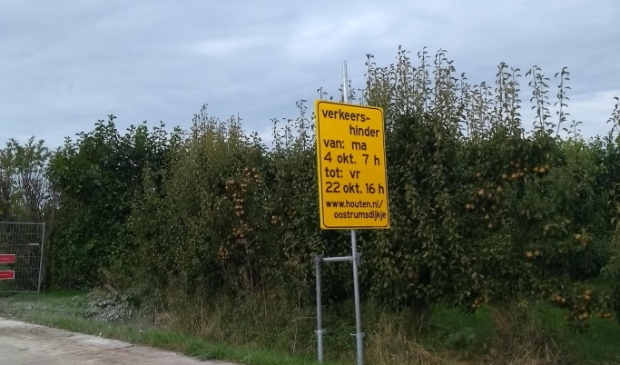 verkeers-
hinder
van: ma
4 okt. 7 h
tot: vr
22 okt. 16 h
www.houten.nl/
oostrumsdijkje